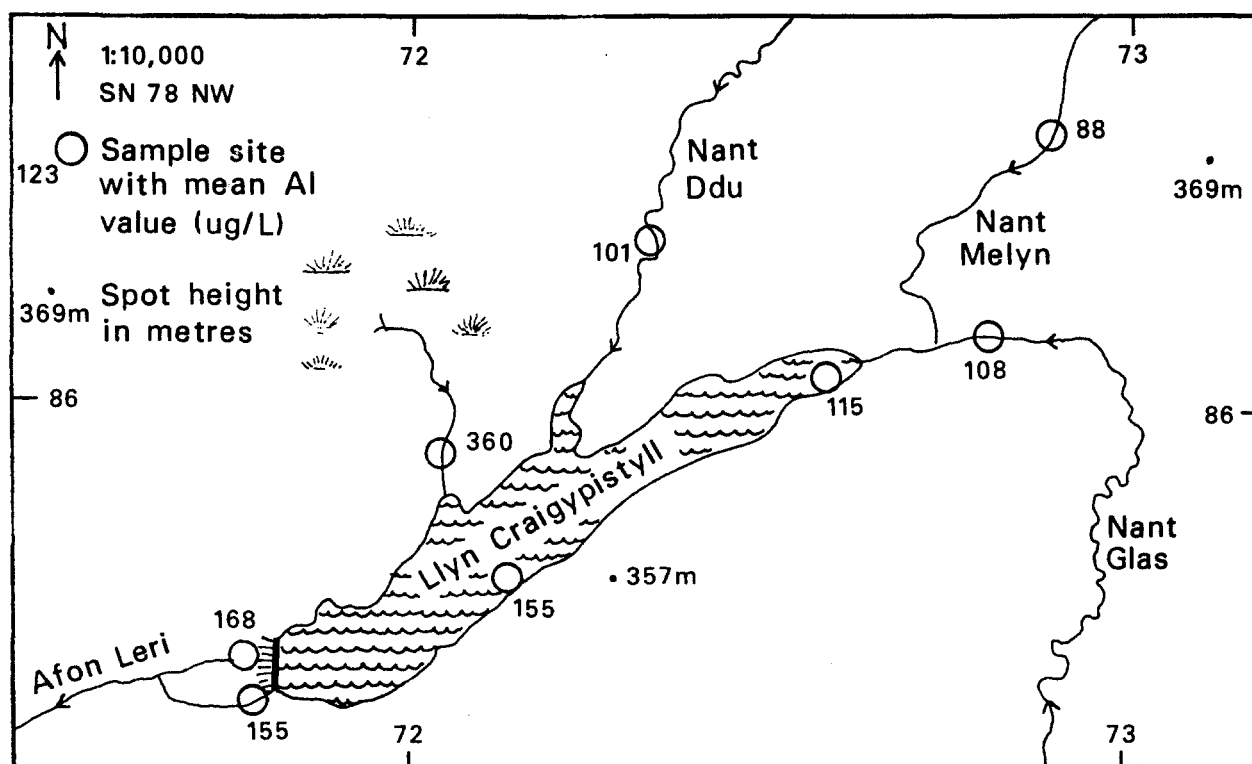 N
1:10,000
SN 78 NW
72
73
Sample site
123
with mean Al
value (ug/L)
369m
Spot height
in metres
Nant
Ddu
88
369m
Nant
Melyn
101
108
115
86
86
360
Llyn Craigypistyll
357m
155
Nant
Glas
168
Afon Leri
155
72
73